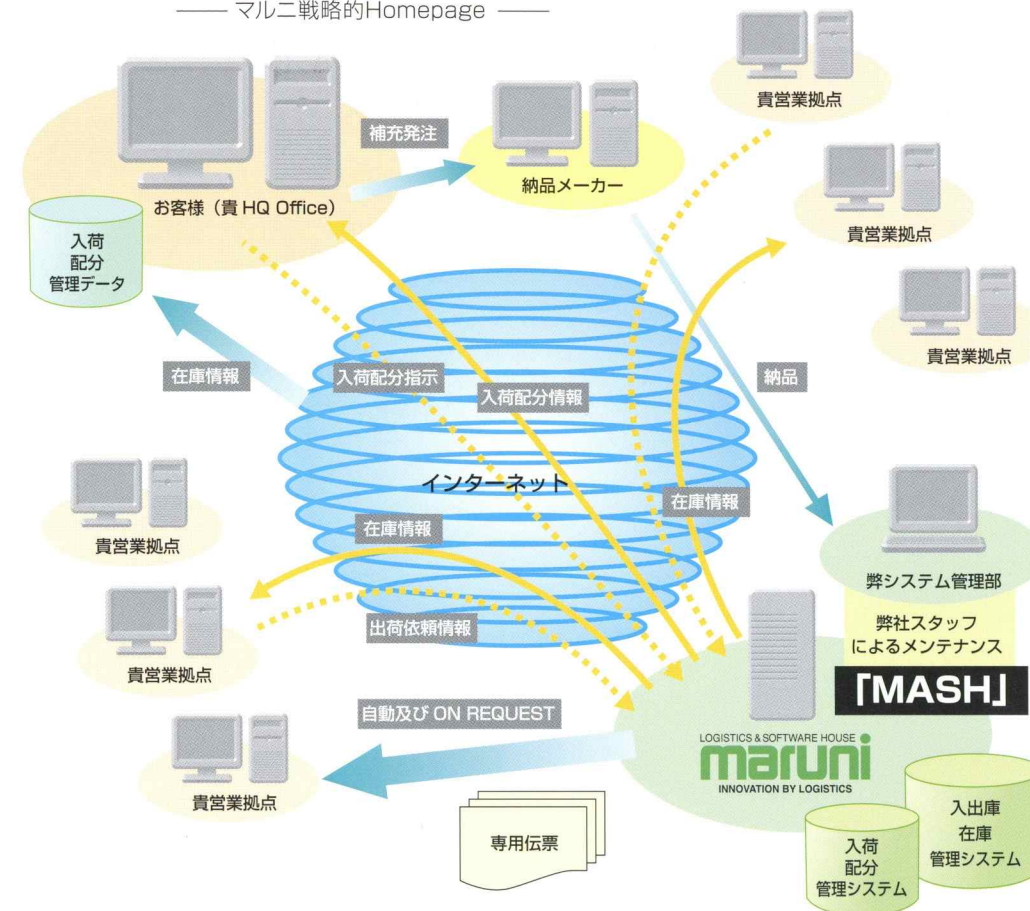 マルニ戦略的Homepage
貴営業拠点
補充発注
納品メーカー
お客様（貴 HQ Office）
貴営業拠点
入荷
配分
管理データ
貴営業拠点
在庫情報
入荷配分指示
入荷配分情報
納品
インターネット
在庫情報
在庫情報
貴営業拠点
弊システム管理部
出荷依頼情報
弊社スタッフ
によるメンテナンス
貴営業拠点
「MASH」
自動及び ON REQUEST
LOGISTICS & SOFTWARE HOUSE
maruni
INNOVATION BY LOGISTICS
貴営業拠点
専用伝票
入荷
配分
管理システム
入出庫
在庫
管理システム